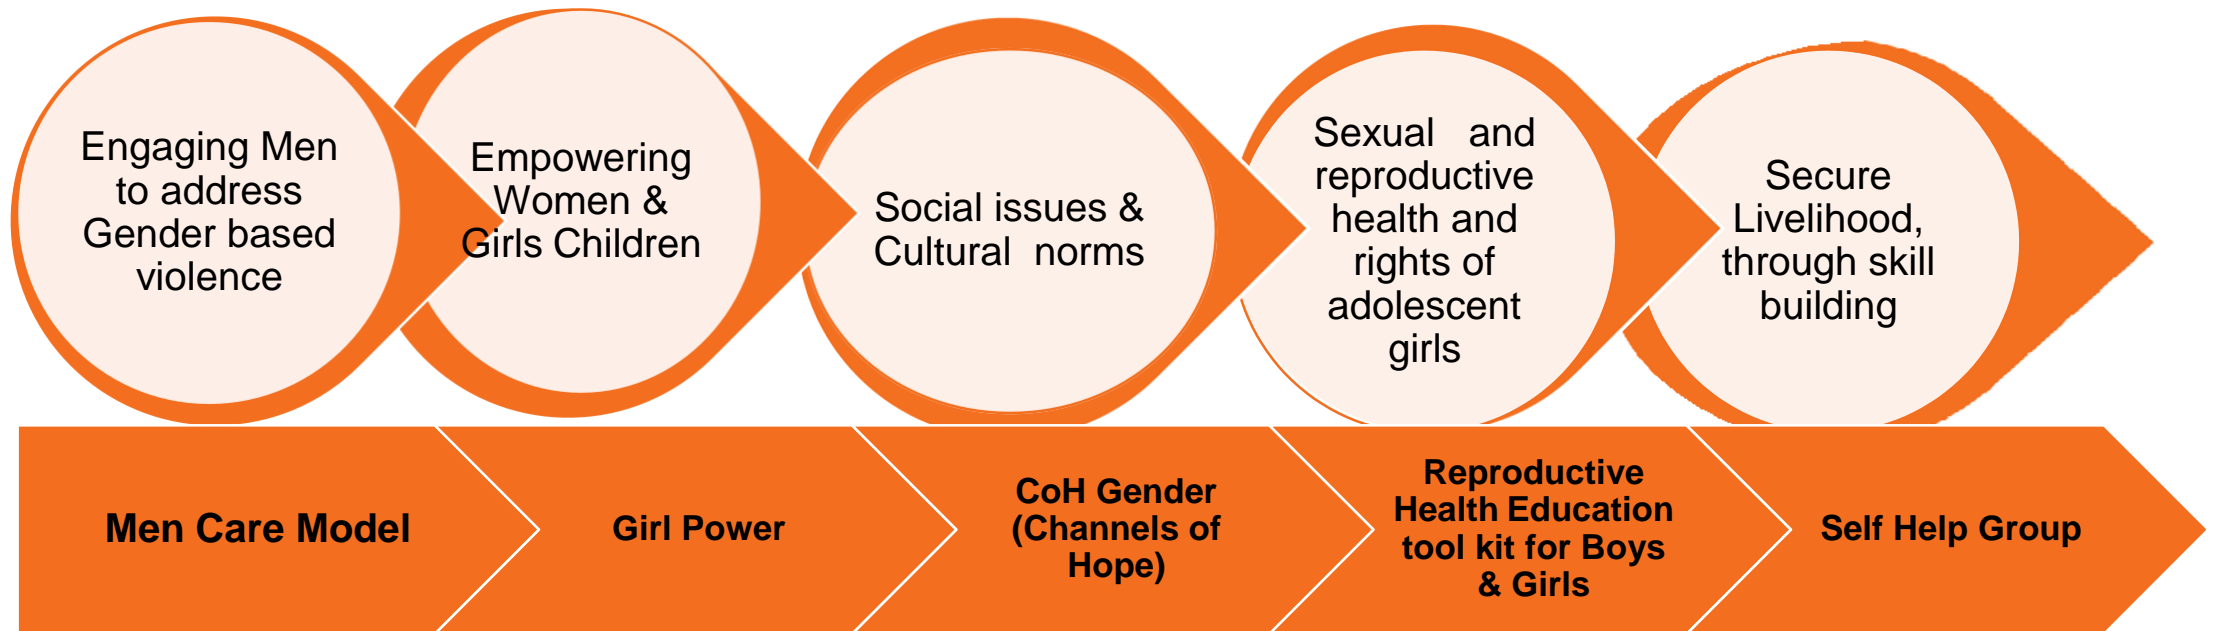 Engaging Men
to address
Gender based
violence
Empowering
Women &
Girls Children
Social issues &
Cultural norms
Sexual and
reproductive
health and
rights of
adolescent
girls
Secure
Livelihood,
through skill
building
Men Care Model
Girl Power
CoH Gender
(Channels of
Hope)
Reproductive
Health Education
tool kit for Boys
& Girls
Self Help Group